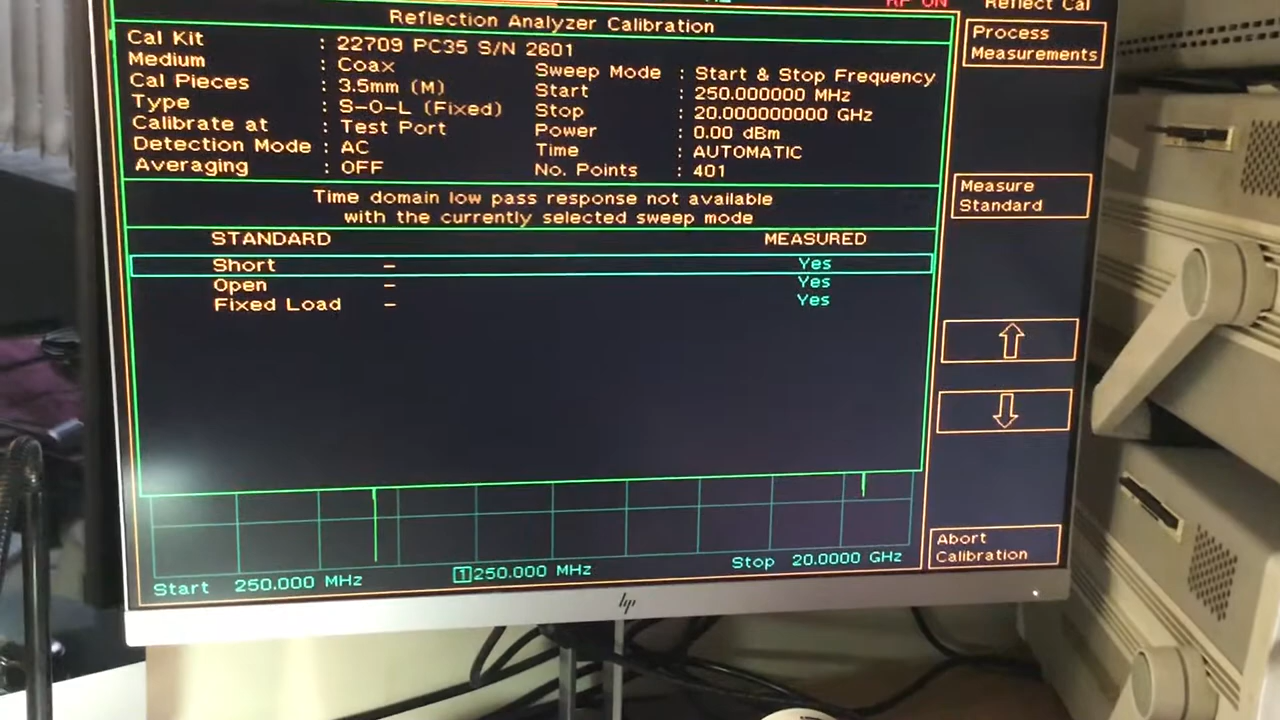 RF ON
Reflect Cal
Reflection Analyzer Calibration
Cal Kit : 22709 PC35 S/N 2601
Medium : Coax
Cal Pieces : 3.5mm (M)
Type : S-O-L (Fixed)
Calibrate at : Test Port
Detection Mode : AC
Averaging : OFF
Sweep Mode : Start & Stop Frequency
Start : 250.000000 MHz
Stop : 20.000000000 GHz
Power : 0.00 dBm
Time : AUTOMATIC
No. Points : 401
Time domain low pass response not available
with the currently selected sweep mode
STANDARD MEASURED
Short – Yes
Open – Yes
Fixed Load – Yes
Start 250.000 MHz
1 250.000 MHz
Stop 20.0000 GHz
Process
Measurements
Measure
Standard
Abort
Calibration
hp